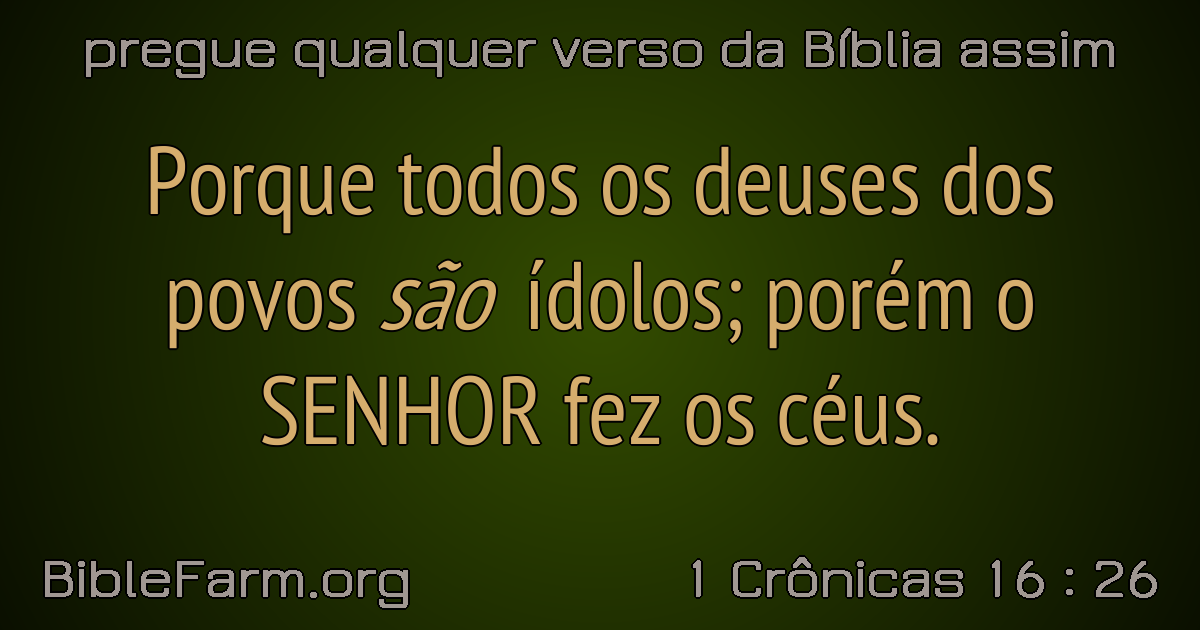 pregue qualquer verso da Bíblia assim
Porque todos os deuses dos
povos são ídolos; porém o
SENHOR fez os céus.
BibleFarm.org
1 Crônicas 16 : 26